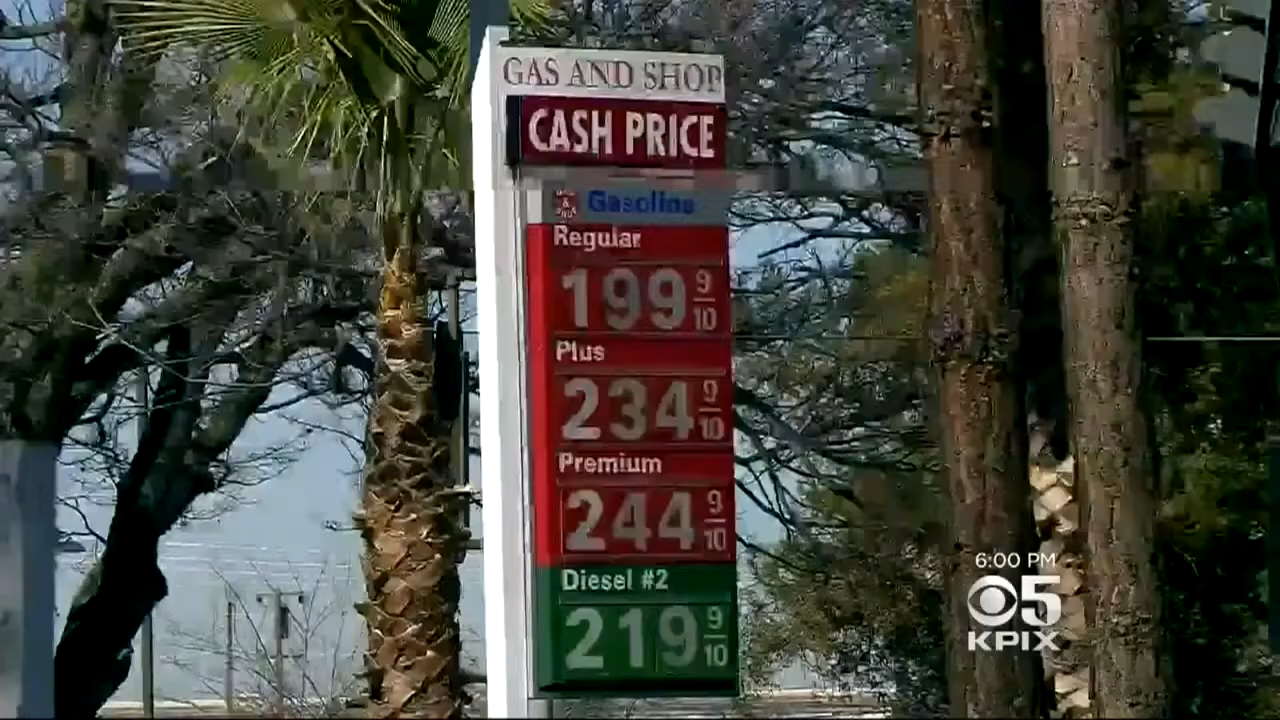 GAS AND SHOP
CASH PRICE
Gasoline
Regular
199 9/10
Plus
234 9/10
Premium
244 9/10
Diesel #2
219 9/10
6:00 PM
5
KPIX